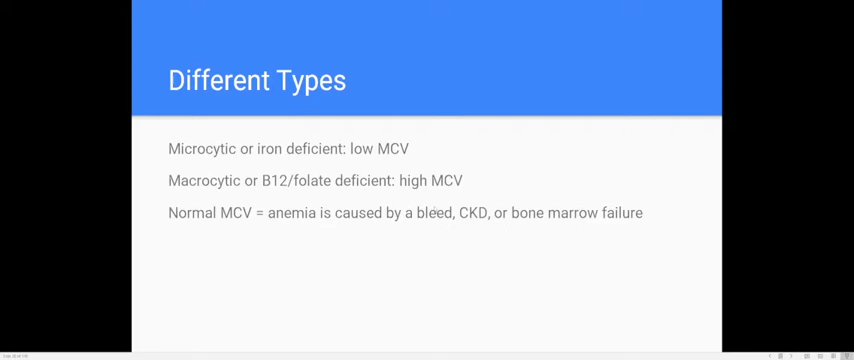 Different Types
Microcytic or iron deficient: low MCV
Macrocytic or B12/folate deficient: high MCV
Normal MCV = anemia is caused by a bleed, CKD, or bone marrow failure